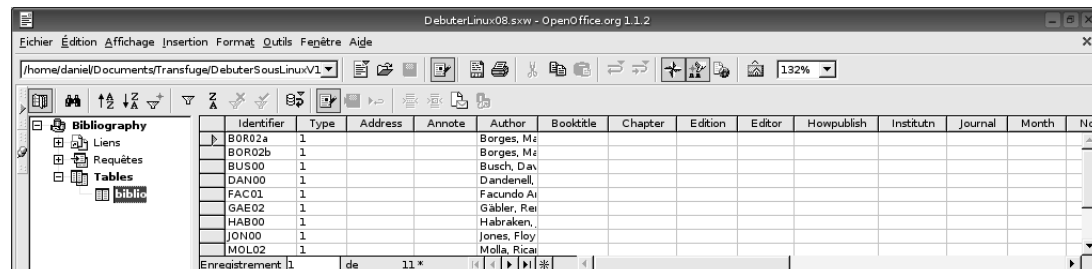 DebuterLinux08.sxw - OpenOffice.org 1.1.2
Fichier Édition Affichage Insertion Format Outils Fenêtre Aide
/home/daniel/Documents/Transfuge/DebuterSousLinuxV1 132%
Identifier Type Address Annote Author Booktitle Chapter Edition Editor Howpublish Institutn Journal Month No
Bibliography
Liens
Requêtes
Tables
biblio
BOR02a 1 Borges, Ma
BOR02b 1 Borges, Ma
BUS00 1 Busch, Dav
DAN00 1 Dandenell,
FAC01 1 Facundo Ar
GAE02 1 Gäbler, Rei
HAB00 1 Habraken,
JON00 1 Jones, Floy
MOL02 1 Molla, Rica
Enregistrement 1 de 11 *